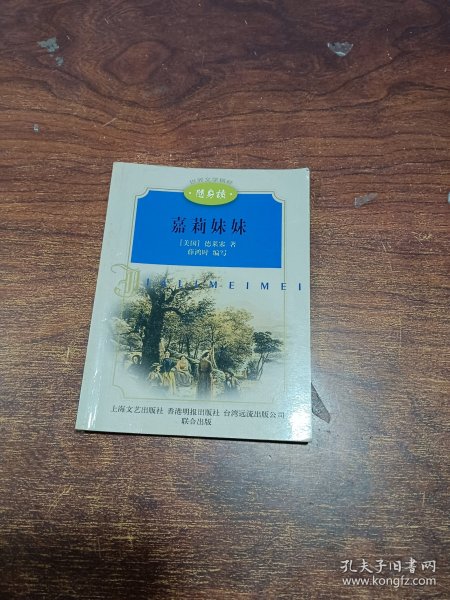 世界文学精粹
·随身读·
嘉莉妹妹
〔美国〕德莱塞 著
薛鸿时 编写
JIALIMEIMEI
上海文艺出版社 香港明报出版社 台湾远流出版公司
联合出版
孔夫子旧书网
www.kongfz.com